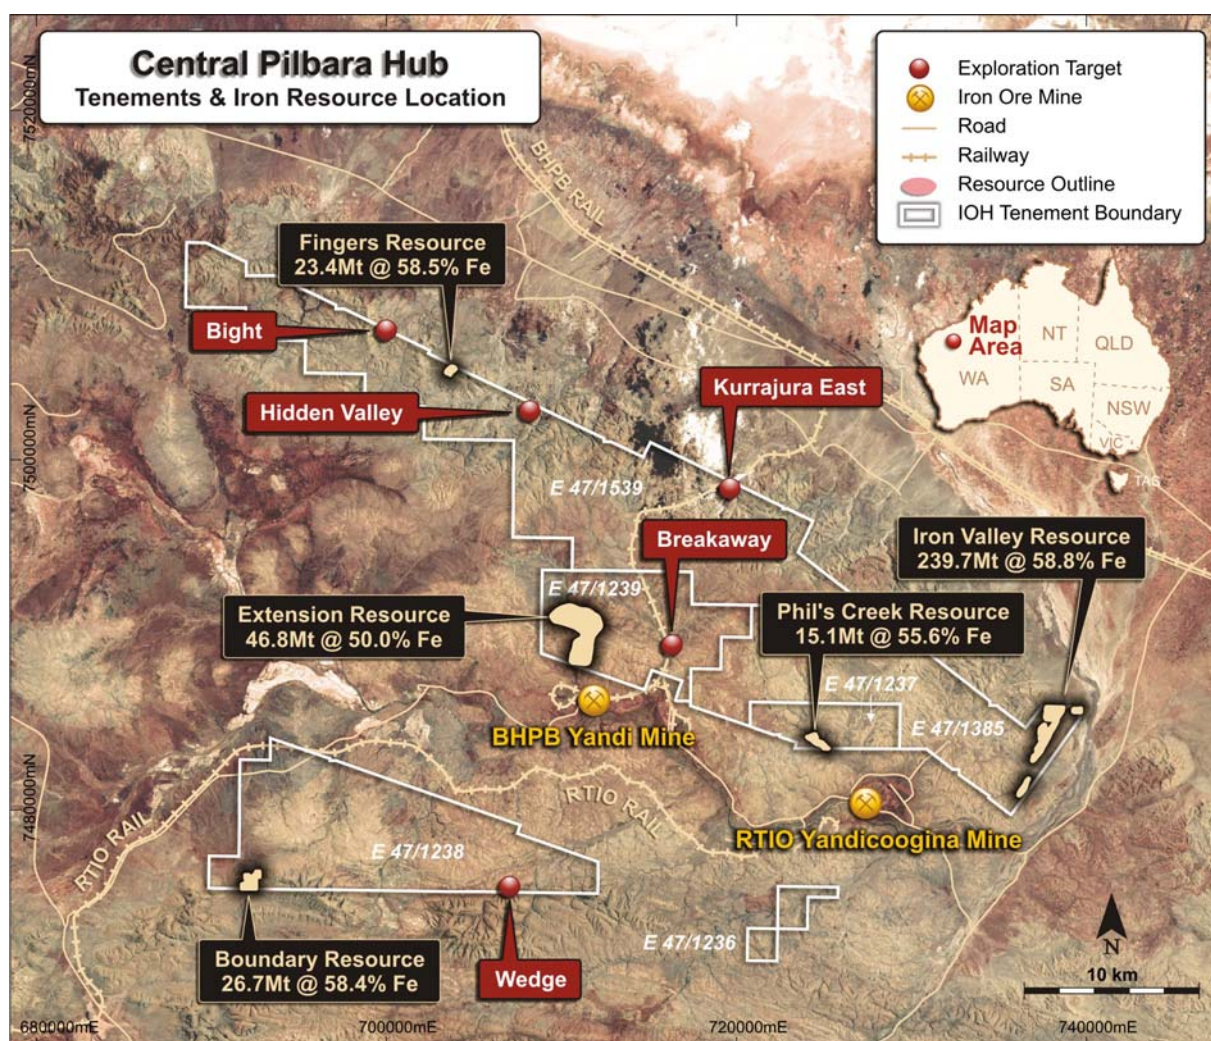 Central Pilbara Hub
Tenements & Iron Resource Location
Exploration Target
Iron Ore Mine
Road
Railway
Resource Outline
IOH Tenement Boundary
7520000mN
BHPB RAIL
Fingers Resource
23.4Mt @ 58.5% Fe
Bight
Hidden Valley
Kurrajura East
Map
Area
NT
QLD
WA
SA
NSW
VIC
TAS
7500000mN
E 47/1539
Breakaway
Iron Valley Resource
239.7Mt @ 58.8% Fe
E 47/1239
Extension Resource
46.8Mt @ 50.0% Fe
Phil's Creek Resource
15.1Mt @ 55.6% Fe
E 47/1237
E 47/1385
BHPB Yandi Mine
7480000mN
RTIO RAIL
RTIO RAIL
RTIO Yandicoogina Mine
E 47/1238
E 47/1236
Boundary Resource
26.7Mt @ 58.4% Fe
Wedge
N
10 km
680000mE
700000mE
720000mE
740000mE